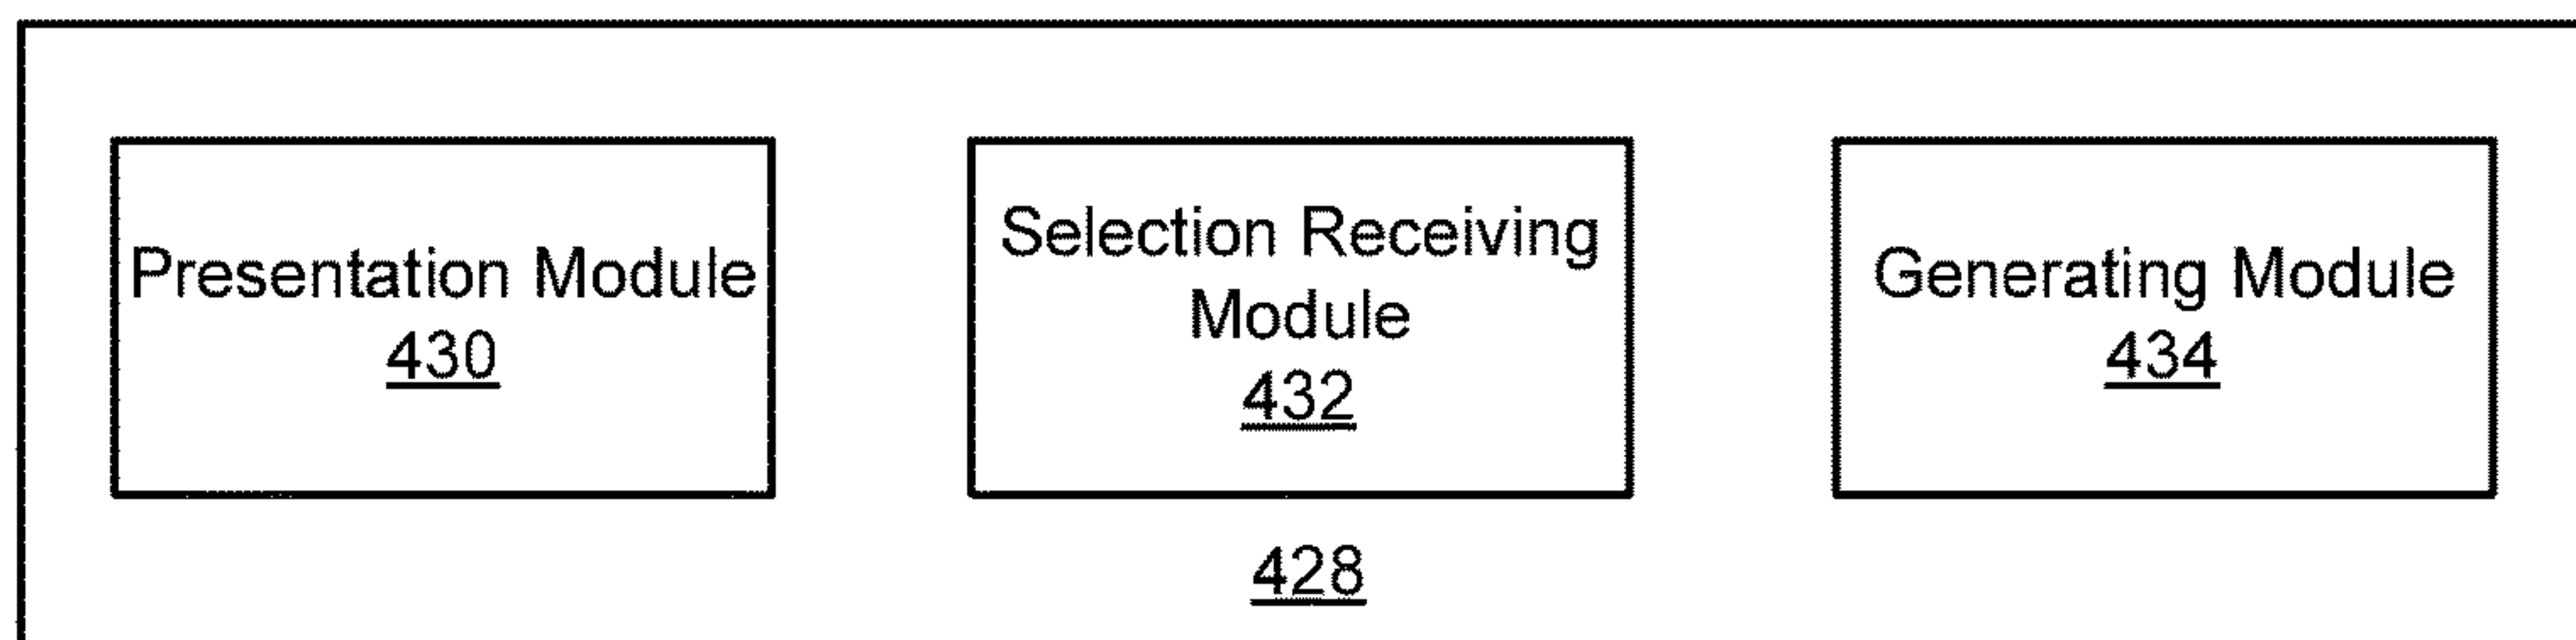 Presentation Module
430
Selection Receiving
Module
432
Generating Module
434
428